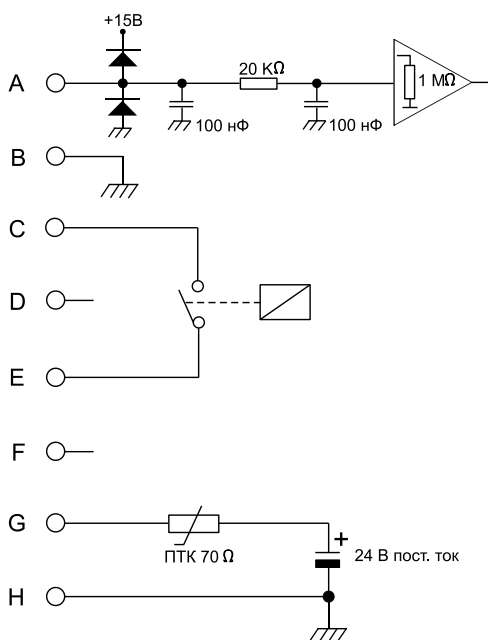 +15В
A
20 KΩ
1 MΩ
100 нФ
100 нФ
B
C
D
E
F
G
ПТК 70 Ω
+
24 В пост. ток
H